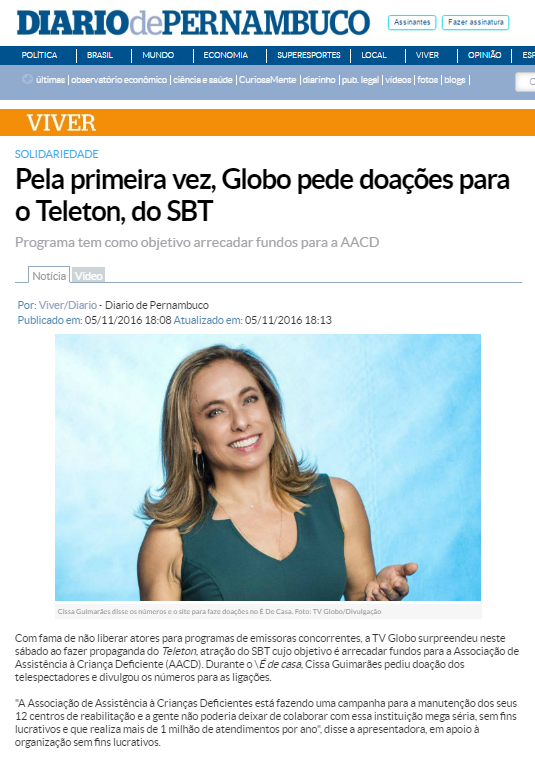 DIARIOdePERNAMBUCO
Assinantes
Fazer assinatura
POLÍTICA
BRASIL
MUNDO
ECONOMIA
SUPERESPORTES
LOCAL
VIVER
OPINIÃO
últimas | observatório econômico | ciência e saúde | CuriosaMente | diarinho | pub. legal | vídeos | fotos | blogs |
VIVER
SOLIDARIEDADE
Pela primeira vez, Globo pede doações para
o Teleton, do SBT
Programa tem como objetivo arrecadar fundos para a AACD
Notícia
Vídeo
Por: Viver/Diario - Diario de Pernambuco
Publicado em: 05/11/2016 18:08 Atualizado em: 05/11/2016 18:13
Cissa Guimarães disse os números e o site para faze doações no É De Casa. Foto: TV Globo/Divulgação
Com fama de não liberar atores para programas de emissoras concorrentes, a TV Globo surpreendeu neste
sábado ao fazer propaganda do Teleton, atração do SBT cujo objetivo é arrecadar fundos para a Associação de
Assistência à Criança Deficiente (AACD). Durante o \É de casa, Cissa Guimarães pediu doação dos
telespectadores e divulgou os números para as ligações.
"A Associação de Assistência à Crianças Deficientes está fazendo uma campanha para a manutenção dos seus
12 centros de reabilitação e a gente não poderia deixar de colaborar com essa instituição mega séria, sem fins
lucrativos e que realiza mais de 1 milhão de atendimentos por ano", disse a apresentadora, em apoio à
organização sem fins lucrativos.